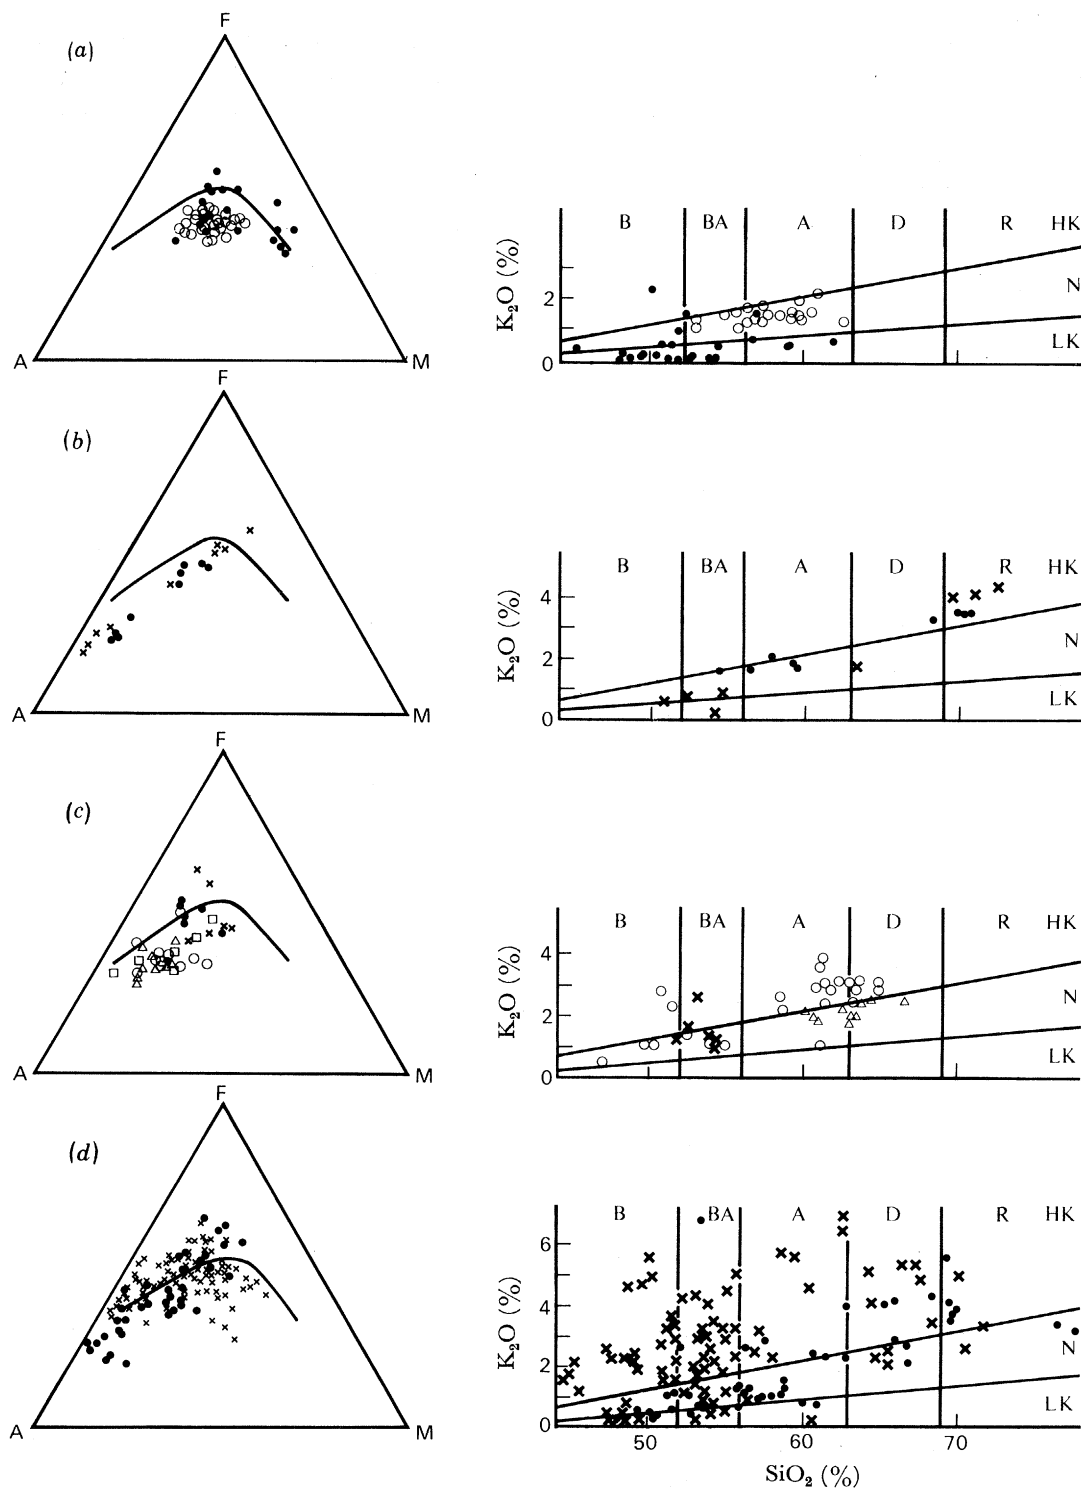 (a)
F
A
M
K₂O (%)
B BA A D R HK
N
LK
2
0
(b)
F
A
M
K₂O (%)
B BA A D R HK
N
LK
4
2
0
(c)
F
A
M
K₂O (%)
B BA A D R HK
N
LK
4
2
0
(d)
F
A
M
K₂O (%)
B BA A D R HK
N
LK
6
4
2
0
50 60 70
SiO₂ (%)